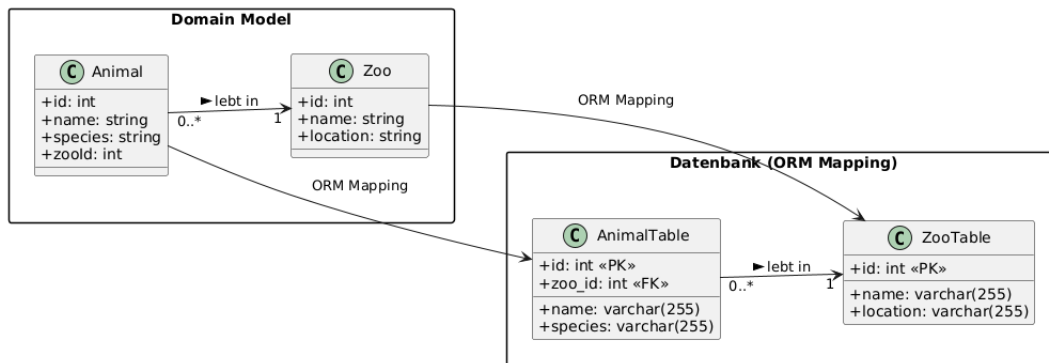 Domain Model
C Animal
+id: int
+name: string
+species: string
+zooId: int
► lebt in
0..*
1
C Zoo
+id: int
+name: string
+location: string
ORM Mapping
ORM Mapping
Datenbank (ORM Mapping)
C AnimalTable
+id: int «PK»
+zoo_id: int «FK»
+name: varchar(255)
+species: varchar(255)
► lebt in
0..*
1
C ZooTable
+id: int «PK»
+name: varchar(255)
+location: varchar(255)